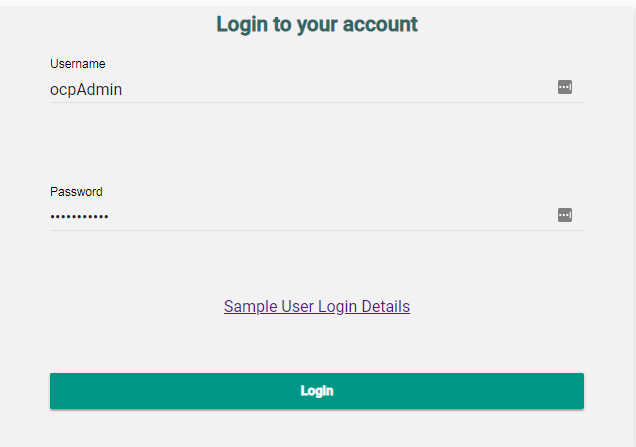 Login to your account
Username
ocpAdmin
Password
•••••••••••
Sample User Login Details
Login